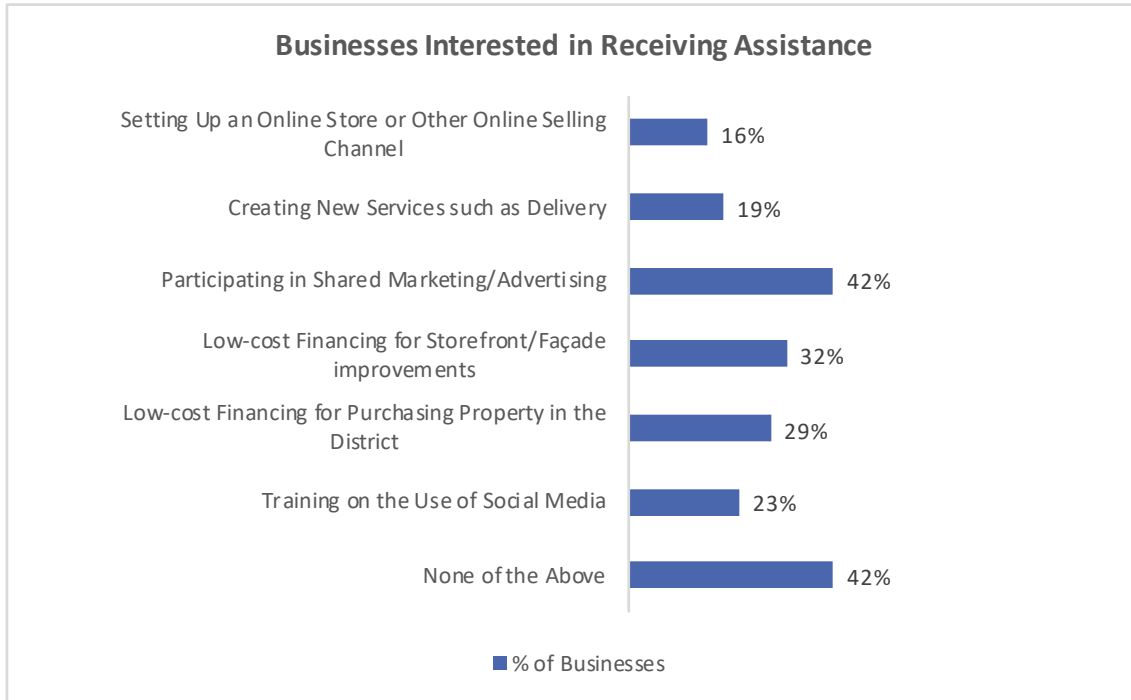 Businesses Interested in Receiving Assistance
Setting Up an Online Store or Other Online Selling
Channel
16%
Creating New Services such as Delivery
19%
Participating in Shared Marketing/Advertising
42%
Low-cost Financing for Storefront/Façade
improvements
32%
Low-cost Financing for Purchasing Property in the
District
29%
Training on the Use of Social Media
23%
None of the Above
42%
% of Businesses